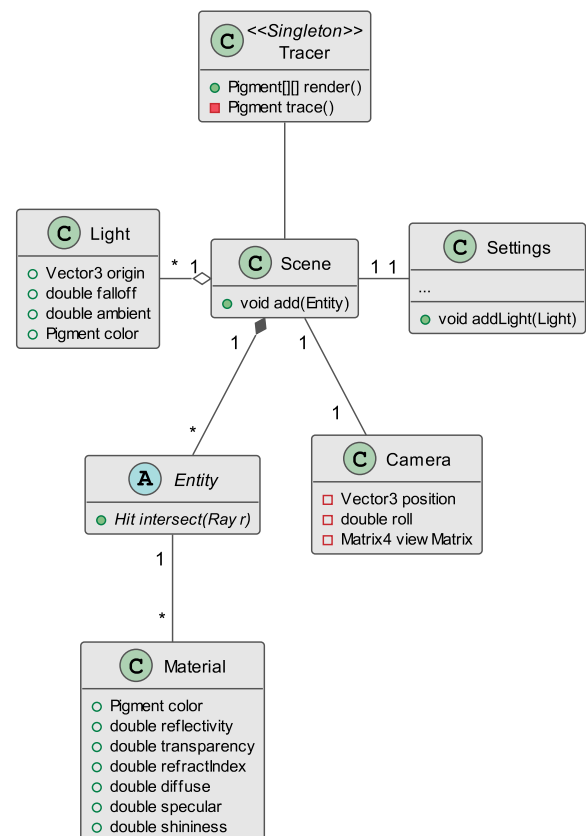 C <<Singleton>>
Tracer
Pigment[][] render()
Pigment trace()
C Light
Vector3 origin
double falloff
double ambient
Pigment color
* 1
C Scene
void add(Entity)
1 1
C Settings
...
void addLight(Light)
1
*
1
1
A Entity
Hit intersect(Ray r)
C Camera
Vector3 position
double roll
Matrix4 view Matrix
1
*
C Material
Pigment color
double reflectivity
double transparency
double refractIndex
double diffuse
double specular
double shininess